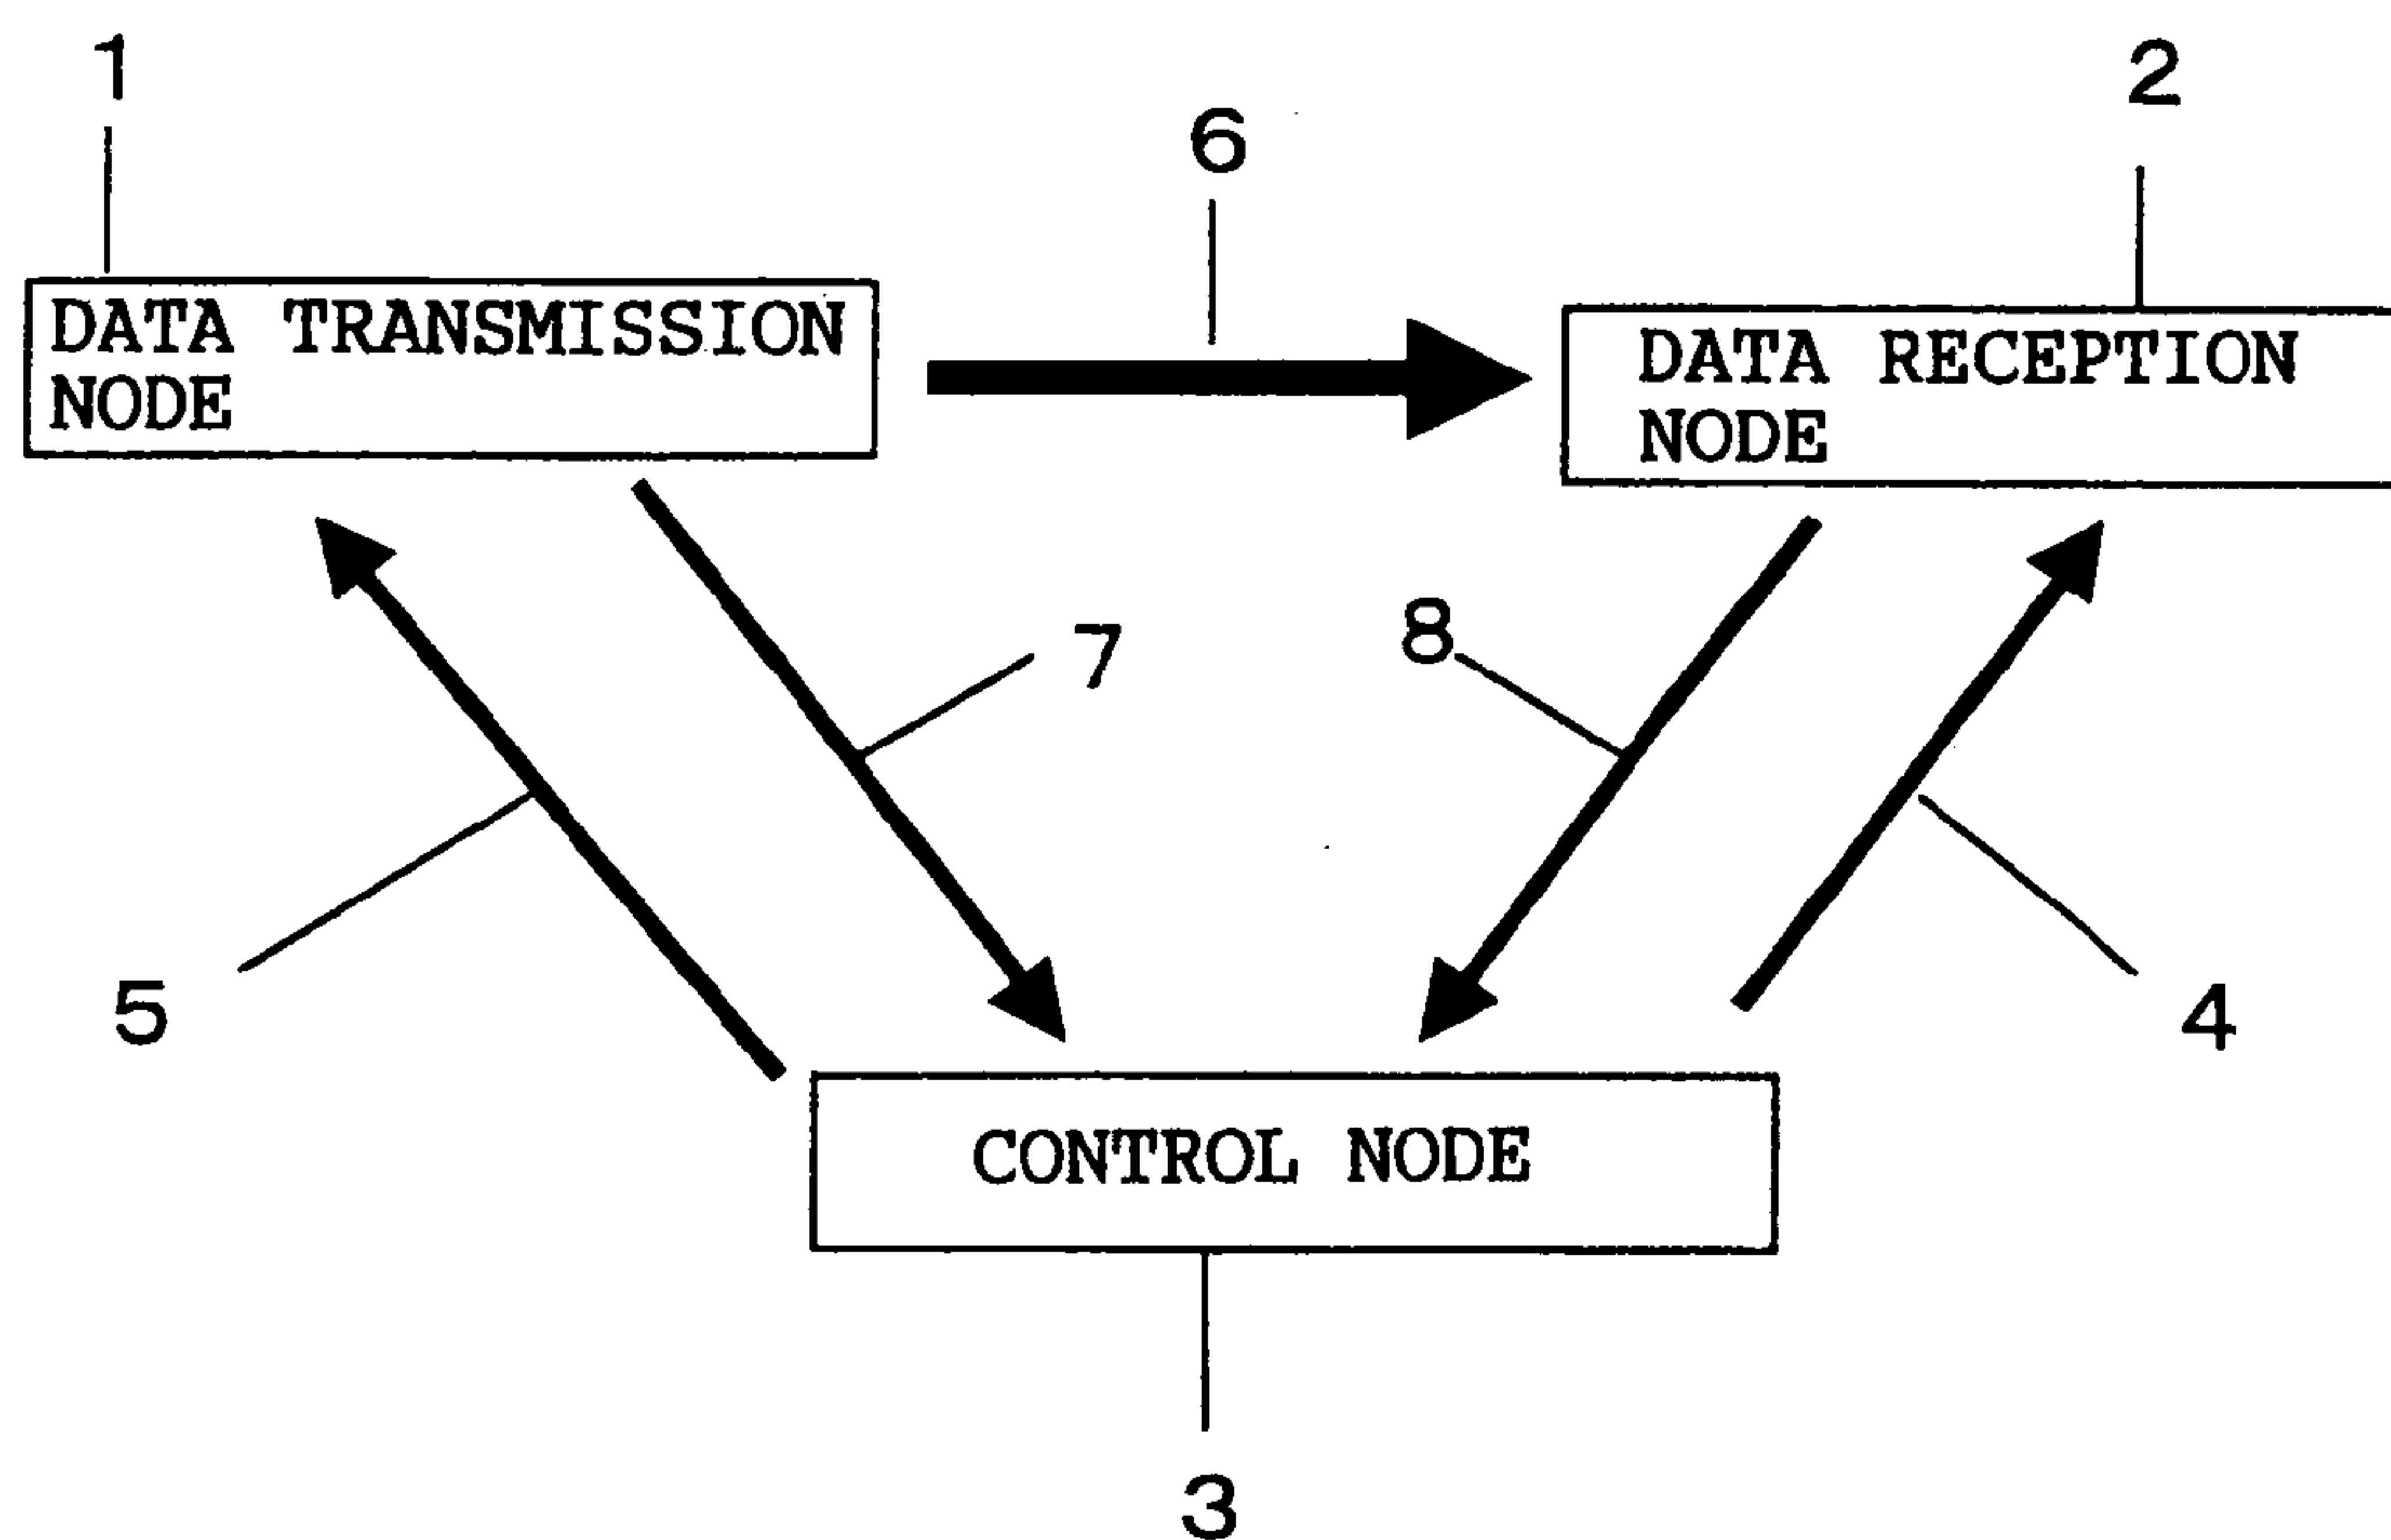 1
2
6
DATA TRANSMISSION
NODE
DATA RECEPTION
NODE
7
8
5
4
CONTROL NODE
3